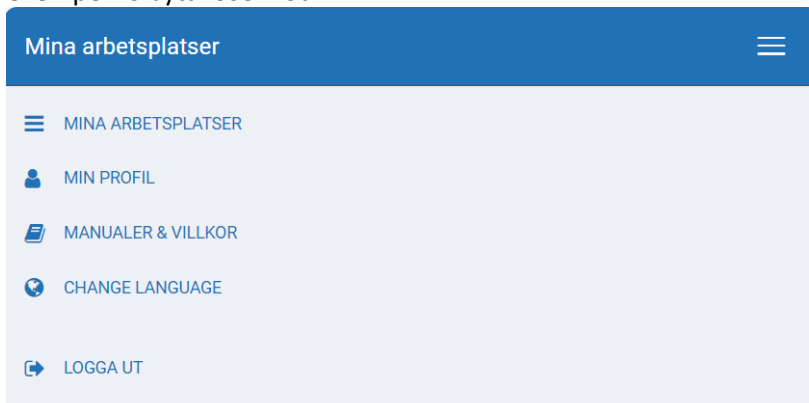 Mina arbetsplatser
MINA ARBETSPLATSER
MIN PROFIL
MANUALER & VILLKOR
CHANGE LANGUAGE
LOGGA UT